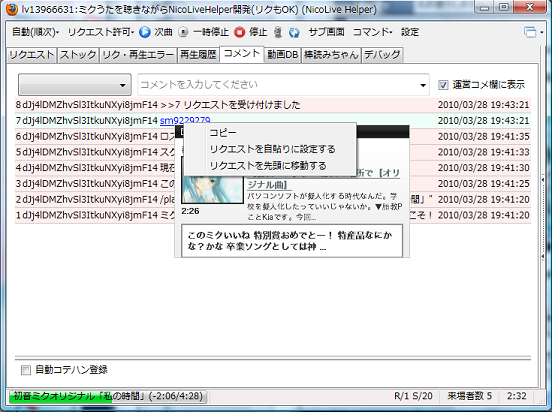 lv13966631:ミクうたを聴きながらNicoLiveHelper開発(リクもOK) (NicoLive Helper)
自動(順次) リクエスト許可 次曲 一時停止 停止 サブ画面 コマンド 設定
リクエスト ストック リク・再生エラー 再生履歴 コメント 動画DB 棒読みちゃん デバッグ
コメントを入力してください 運営コメ欄に表示
8 dJj4lDMZhvSl3ItkuNXyi8jmF14 >>7 リクエストを受け付けました 2010/03/28 19:43:21
7 dJj4lDMZhvSl3ItkuNXyi8jmF14 sm9229279 2010/03/28 19:43:21
6 dJj4lDMZhvSl3ItkuNXyi8jmF14 ロス 2010/03/28 19:41:35
5 dJj4lDMZhvSl3ItkuNXyi8jmF14 スク 2010/03/28 19:41:33
4 dJj4lDMZhvSl3ItkuNXyi8jmF14 現在 2010/03/28 19:41:30
3 dJj4lDMZhvSl3ItkuNXyi8jmF14 この 2010/03/28 19:41:25
2 dJj4lDMZhvSl3ItkuNXyi8jmF14 /pla 間」" 2010/03/28 19:41:20
1 dJj4lDMZhvSl3ItkuNXyi8jmF14 ミク こそ! 2010/03/28 19:41:20
コピー
リクエストを自貼りに設定する
リクエストを先頭に移動する
所で【オリジナル曲】
パソコンソフトが擬人化する時代なんだ。学校を擬人化したっていいじゃないか。▼
ことKiaです。今回...
2:26
このミクいいね 特別賞おめでとー! 特産品なにかな?かな 卒業ソングとしては神 ...
自動コテハン登録
初音ミクオリジナル「私の時間」(-2:06/4:28) R/1 S/20 来場者数 5 2:32